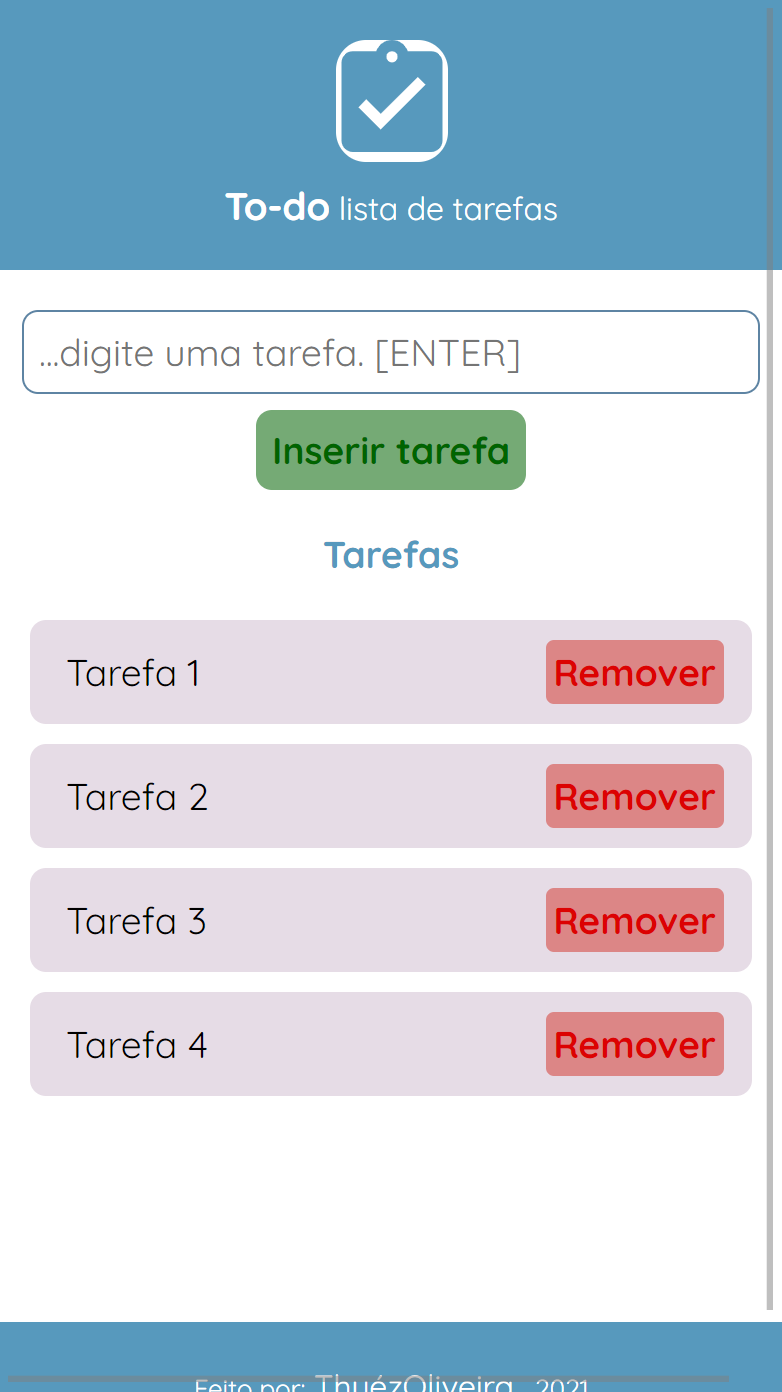 To-do lista de tarefas
...digite uma tarefa. [ENTER]
Inserir tarefa
Tarefas
Tarefa 1 Remover
Tarefa 2 Remover
Tarefa 3 Remover
Tarefa 4 Remover
Feito por: ThuézOliveira 2021